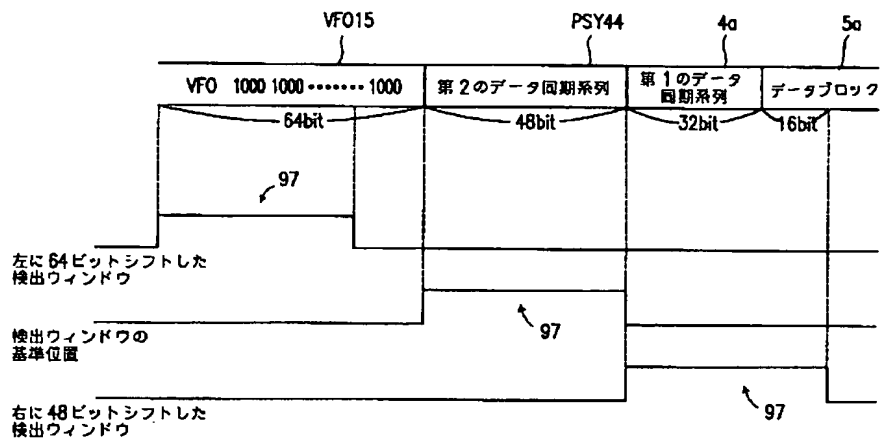 VFO15
PSY44
4a
5a
VFO 1000 1000 ‥‥‥‥ 1000
第2のデータ同期系列
第1のデータ
同期系列
データブロック
64bit
48bit
32bit
16bit
97
左に64ビットシフトした
検出ウィンドウ
97
検出ウィンドウの
基準位置
97
右に48ビットシフトした
検出ウィンドウ